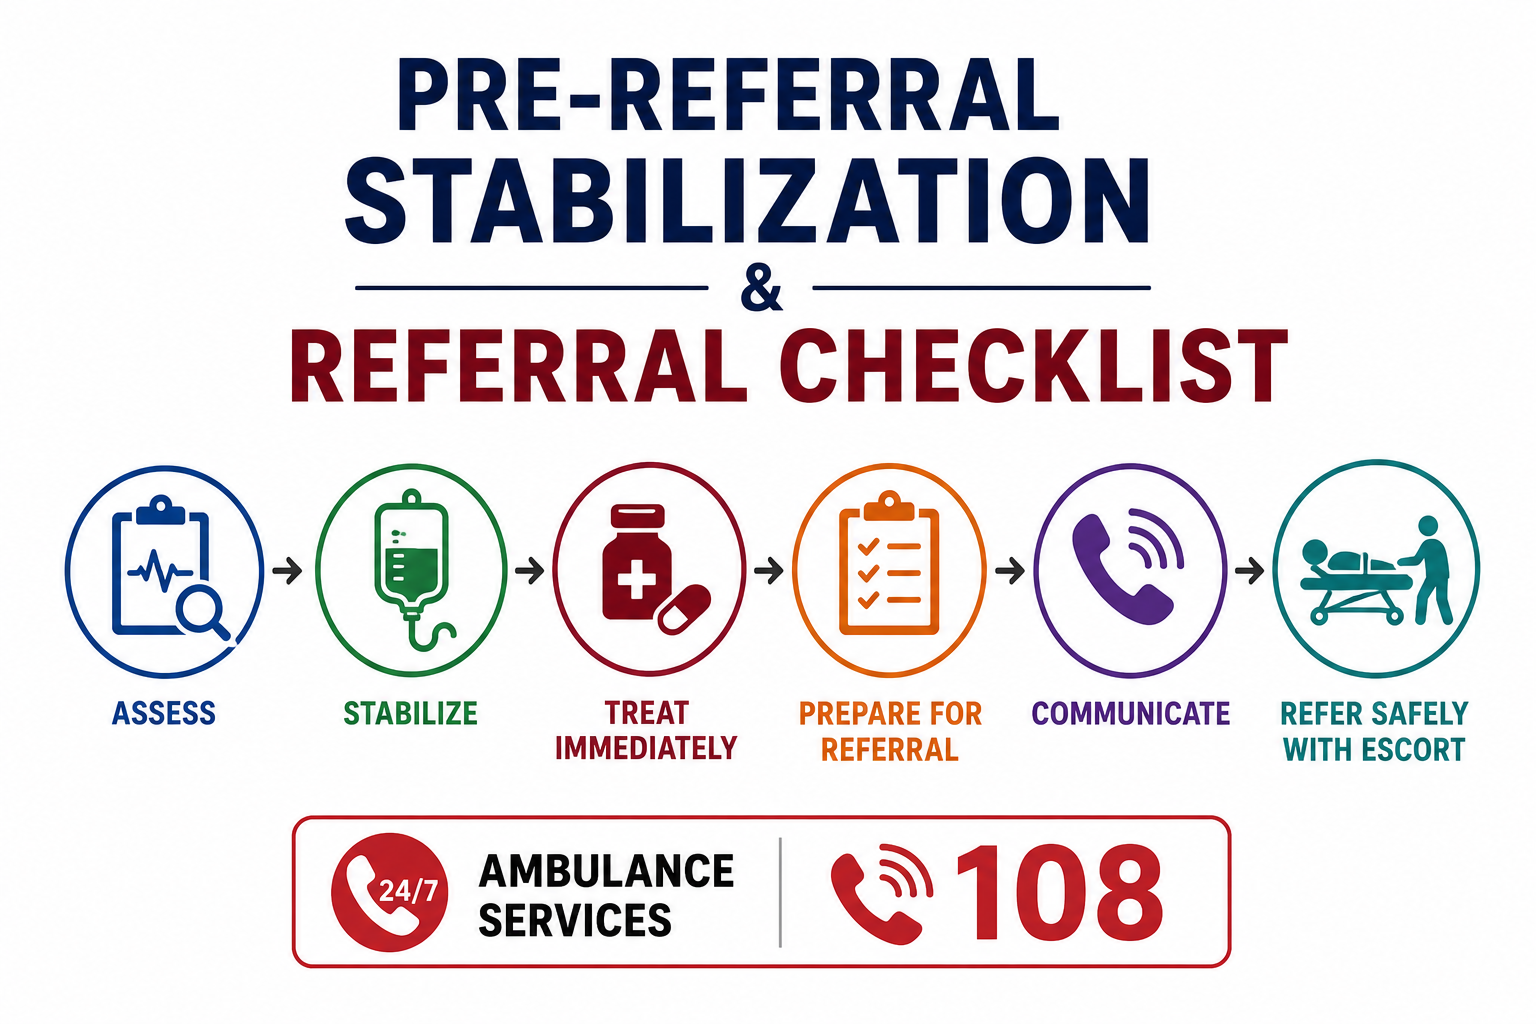 PRE-REFERRAL
STABILIZATION
&
REFERRAL CHECKLIST
ASSESS
STABILIZE
TREAT
IMMEDIATELY
PREPARE FOR
REFERRAL
COMMUNICATE
REFER SAFELY
WITH ESCORT
24/7
AMBULANCE
SERVICES
108